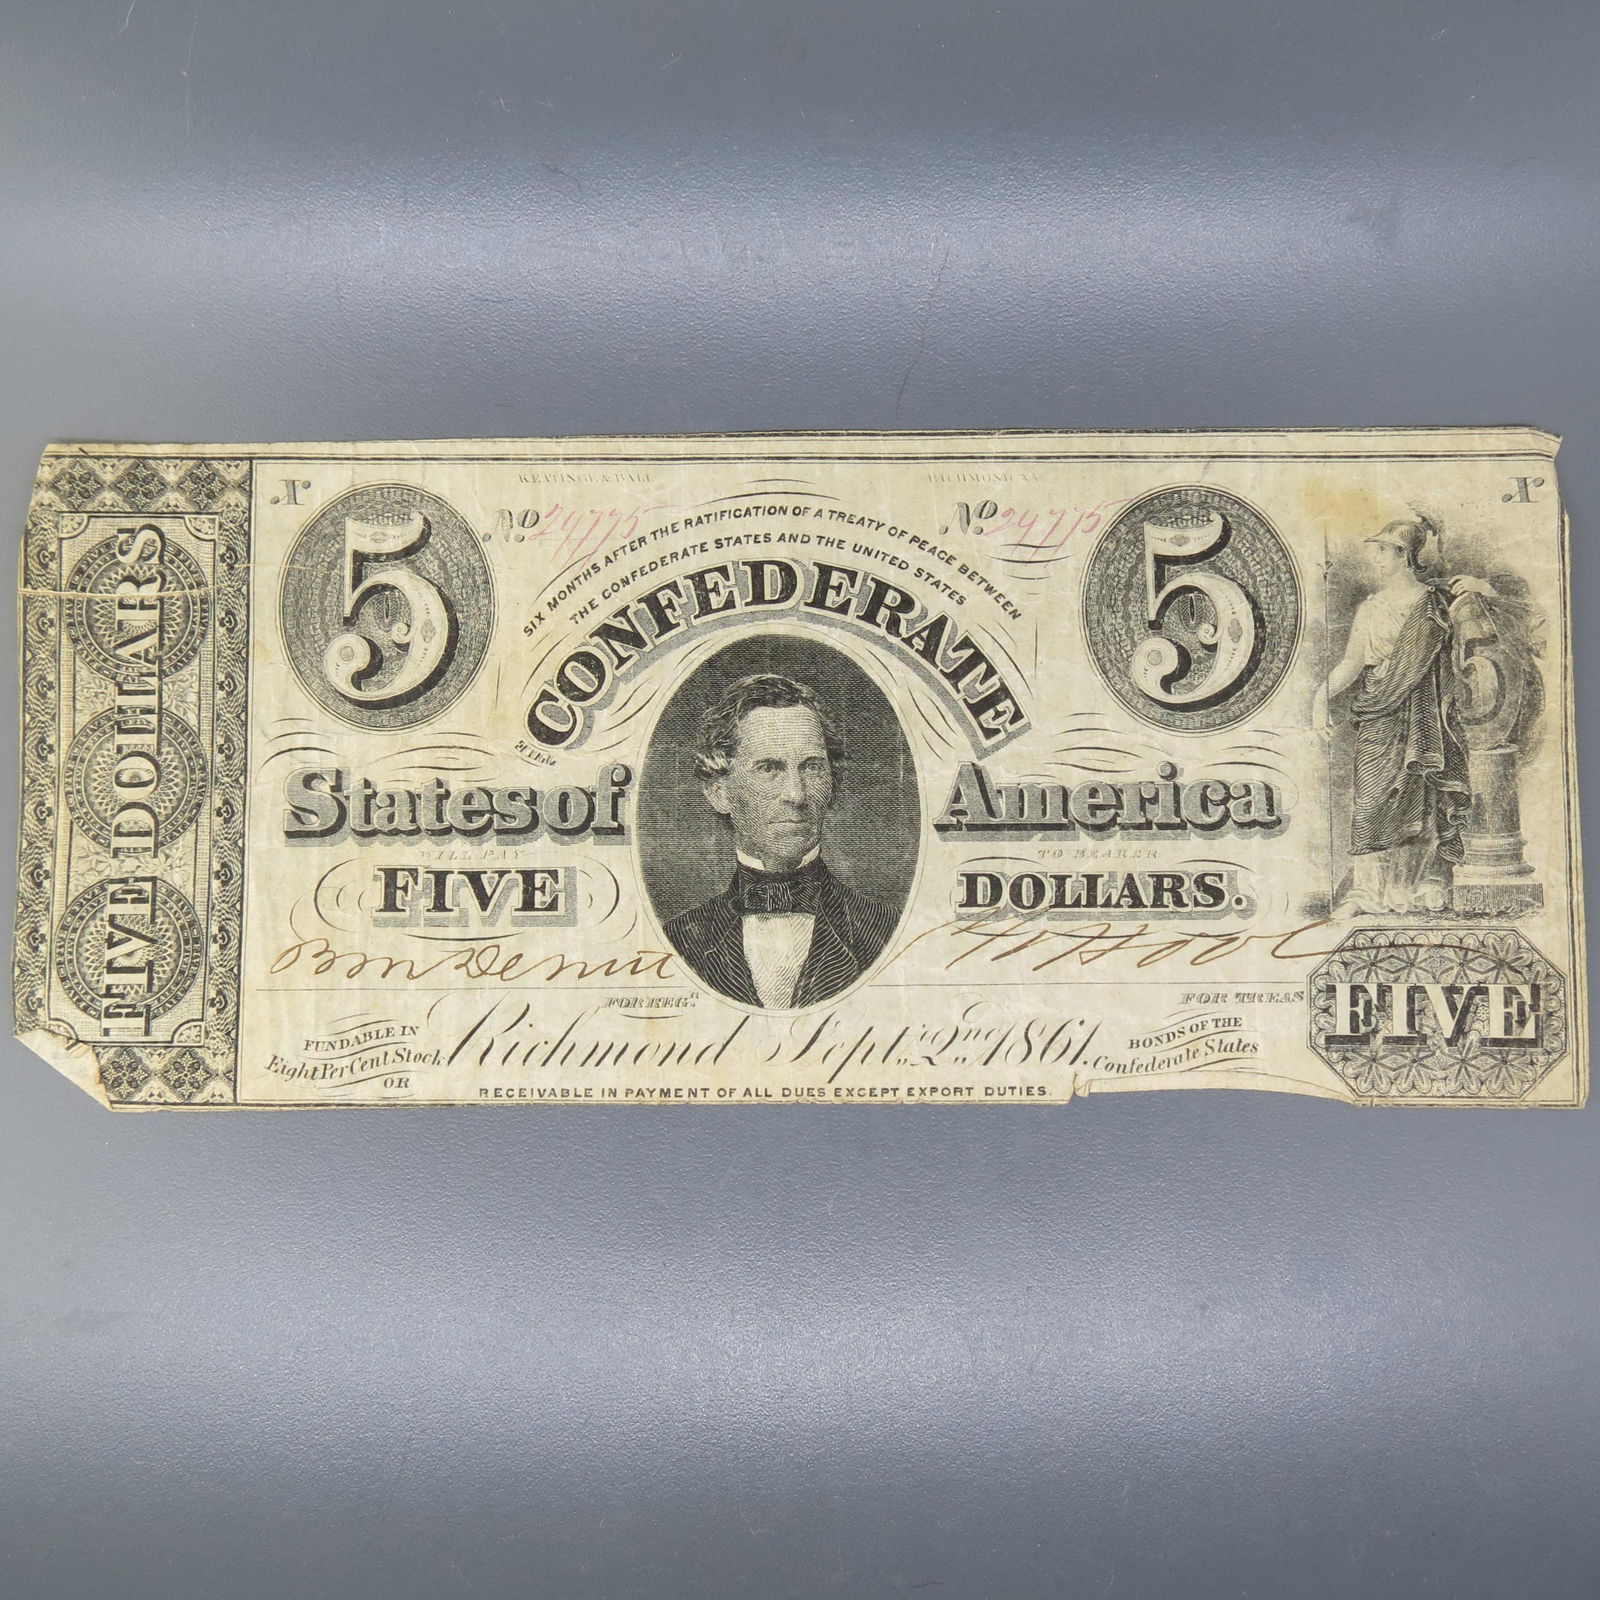 FIVE DOLLARS
KEATINGE & BALL RICHMOND VA
5
No 24775
No 24775
5
SIX MONTHS AFTER THE RATIFICATION OF A TREATY OF PEACE BETWEEN
THE CONFEDERATE STATES AND THE UNITED STATES
CONFEDERATE
States of America
WILL PAY TO BEARER
FIVE DOLLARS.
5
FOR REGR
FOR TREAS
FIVE
FUNDABLE IN
Eight Per Cent Stock
OR
Richmond Sept. 2nd 1861.
BONDS OF THE
Confederate States
RECEIVABLE IN PAYMENT OF ALL DUES EXCEPT EXPORT DUTIES.